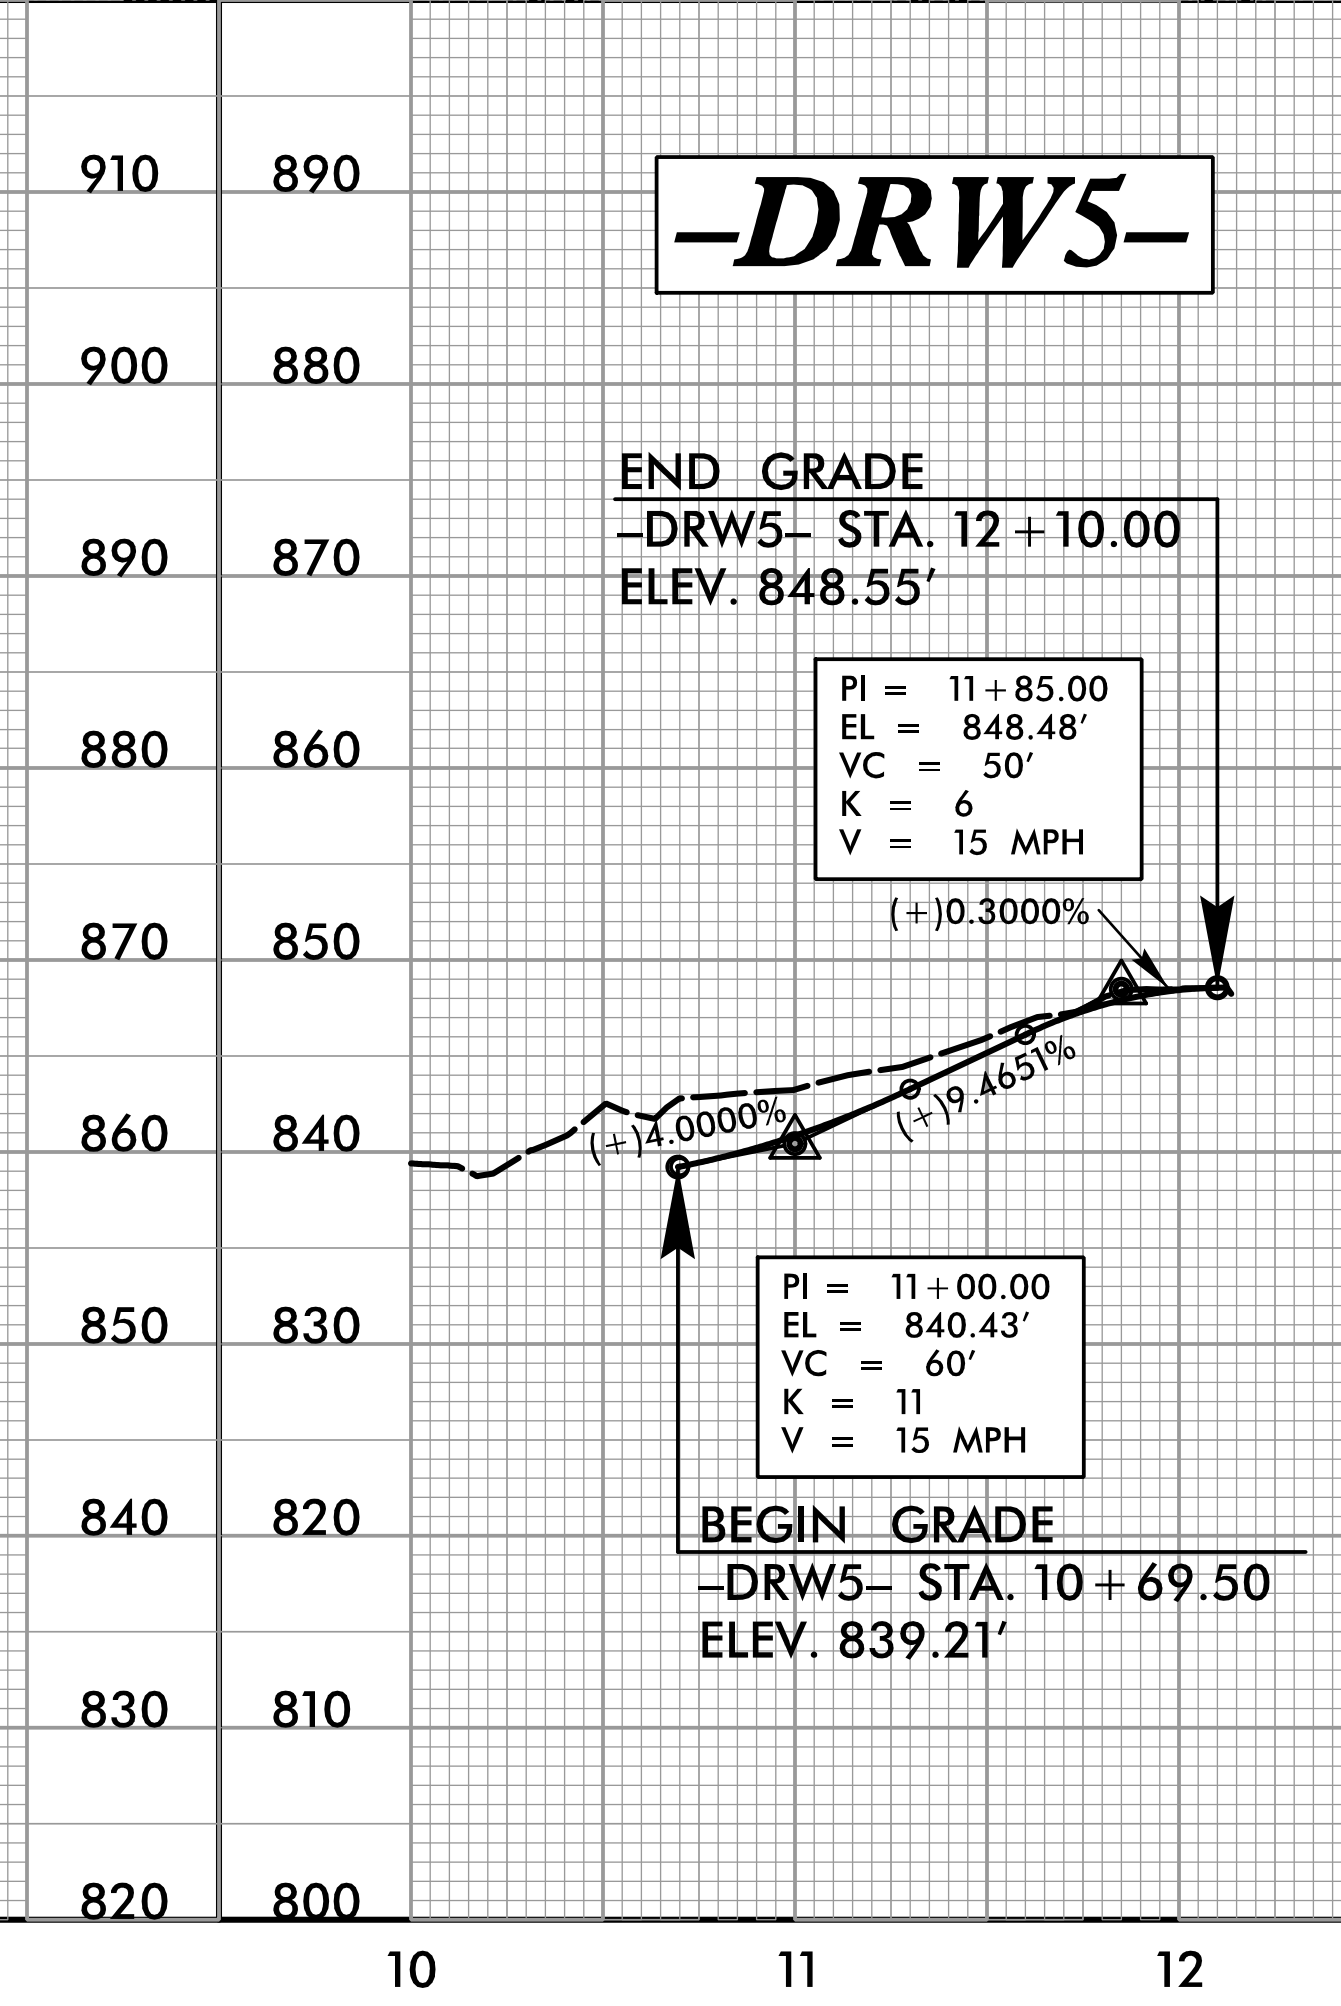 910 890
–DRW5–
900 880
END GRADE
–DRW5– STA. 12+10.00
ELEV. 848.55'
890 870
PI = 11+85.00
EL = 848.48'
VC = 50'
K = 6
V = 15 MPH
880 860
(+)0.3000%
870 850
(+)9.4651%
(+)4.0000%
860 840
PI = 11+00.00
EL = 840.43'
VC = 60'
K = 11
V = 15 MPH
850 830
BEGIN GRADE
–DRW5– STA. 10+69.50
ELEV. 839.21'
840 820
830 810
820 800
10 11 12